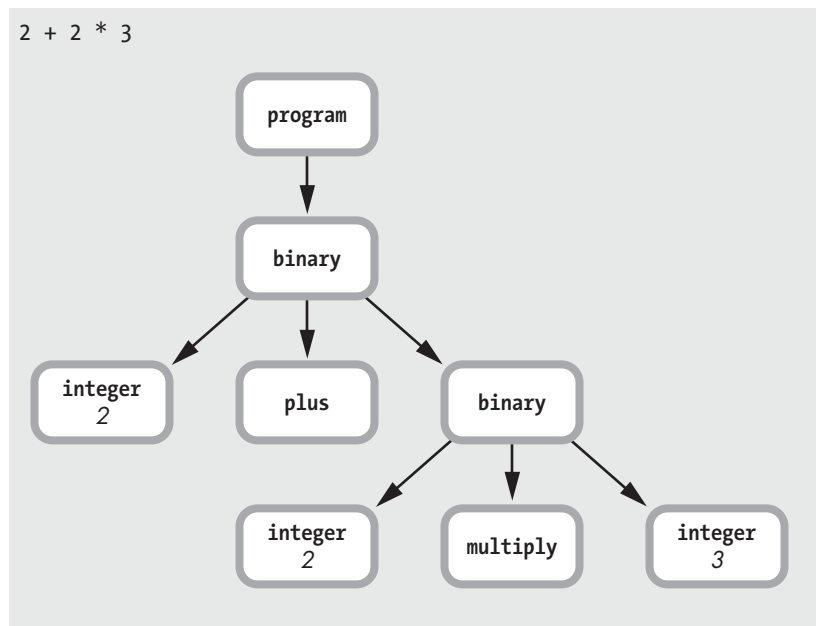 2 + 2 * 3
program
binary
integer
2
plus
binary
integer
2
multiply
integer
3